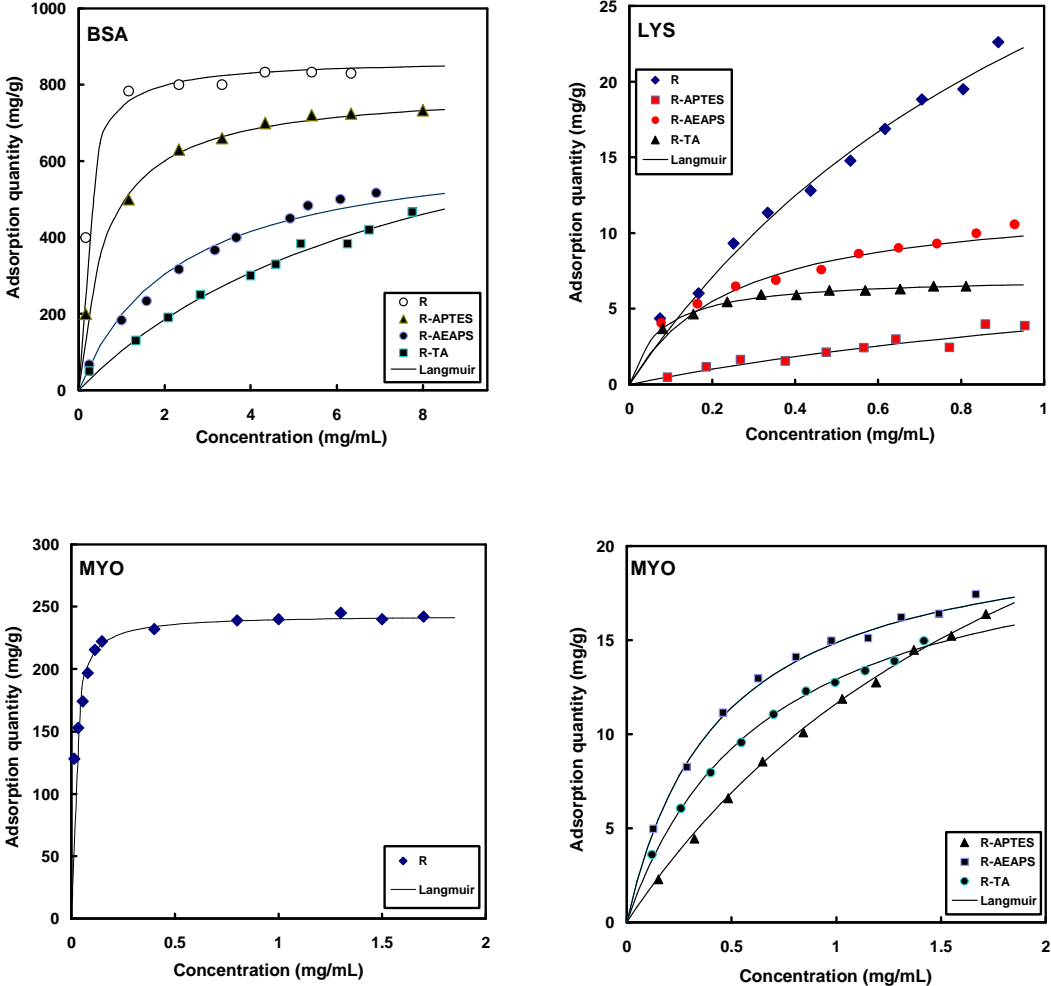 BSA
Adsorption quantity (mg/g)
1000
800
600
400
200
0
0 2 4 6 8
Concentration (mg/mL)
R
R-APTES
R-AEAPS
R-TA
Langmuir
LYS
Adsorption quantity (mg/g)
25
20
15
10
5
0
0 0.2 0.4 0.6 0.8 1
Concentration (mg/mL)
R
R-APTES
R-AEAPS
R-TA
Langmuir
MYO
Adsorption quantity (mg/g)
300
250
200
150
100
50
0
0 0.5 1 1.5 2
Concentration (mg/mL)
R
Langmuir
MYO
Adsorption quantity (mg/g)
20
15
10
5
0
0 0.5 1 1.5 2
Concentration (mg/mL)
R-APTES
R-AEAPS
R-TA
Langmuir